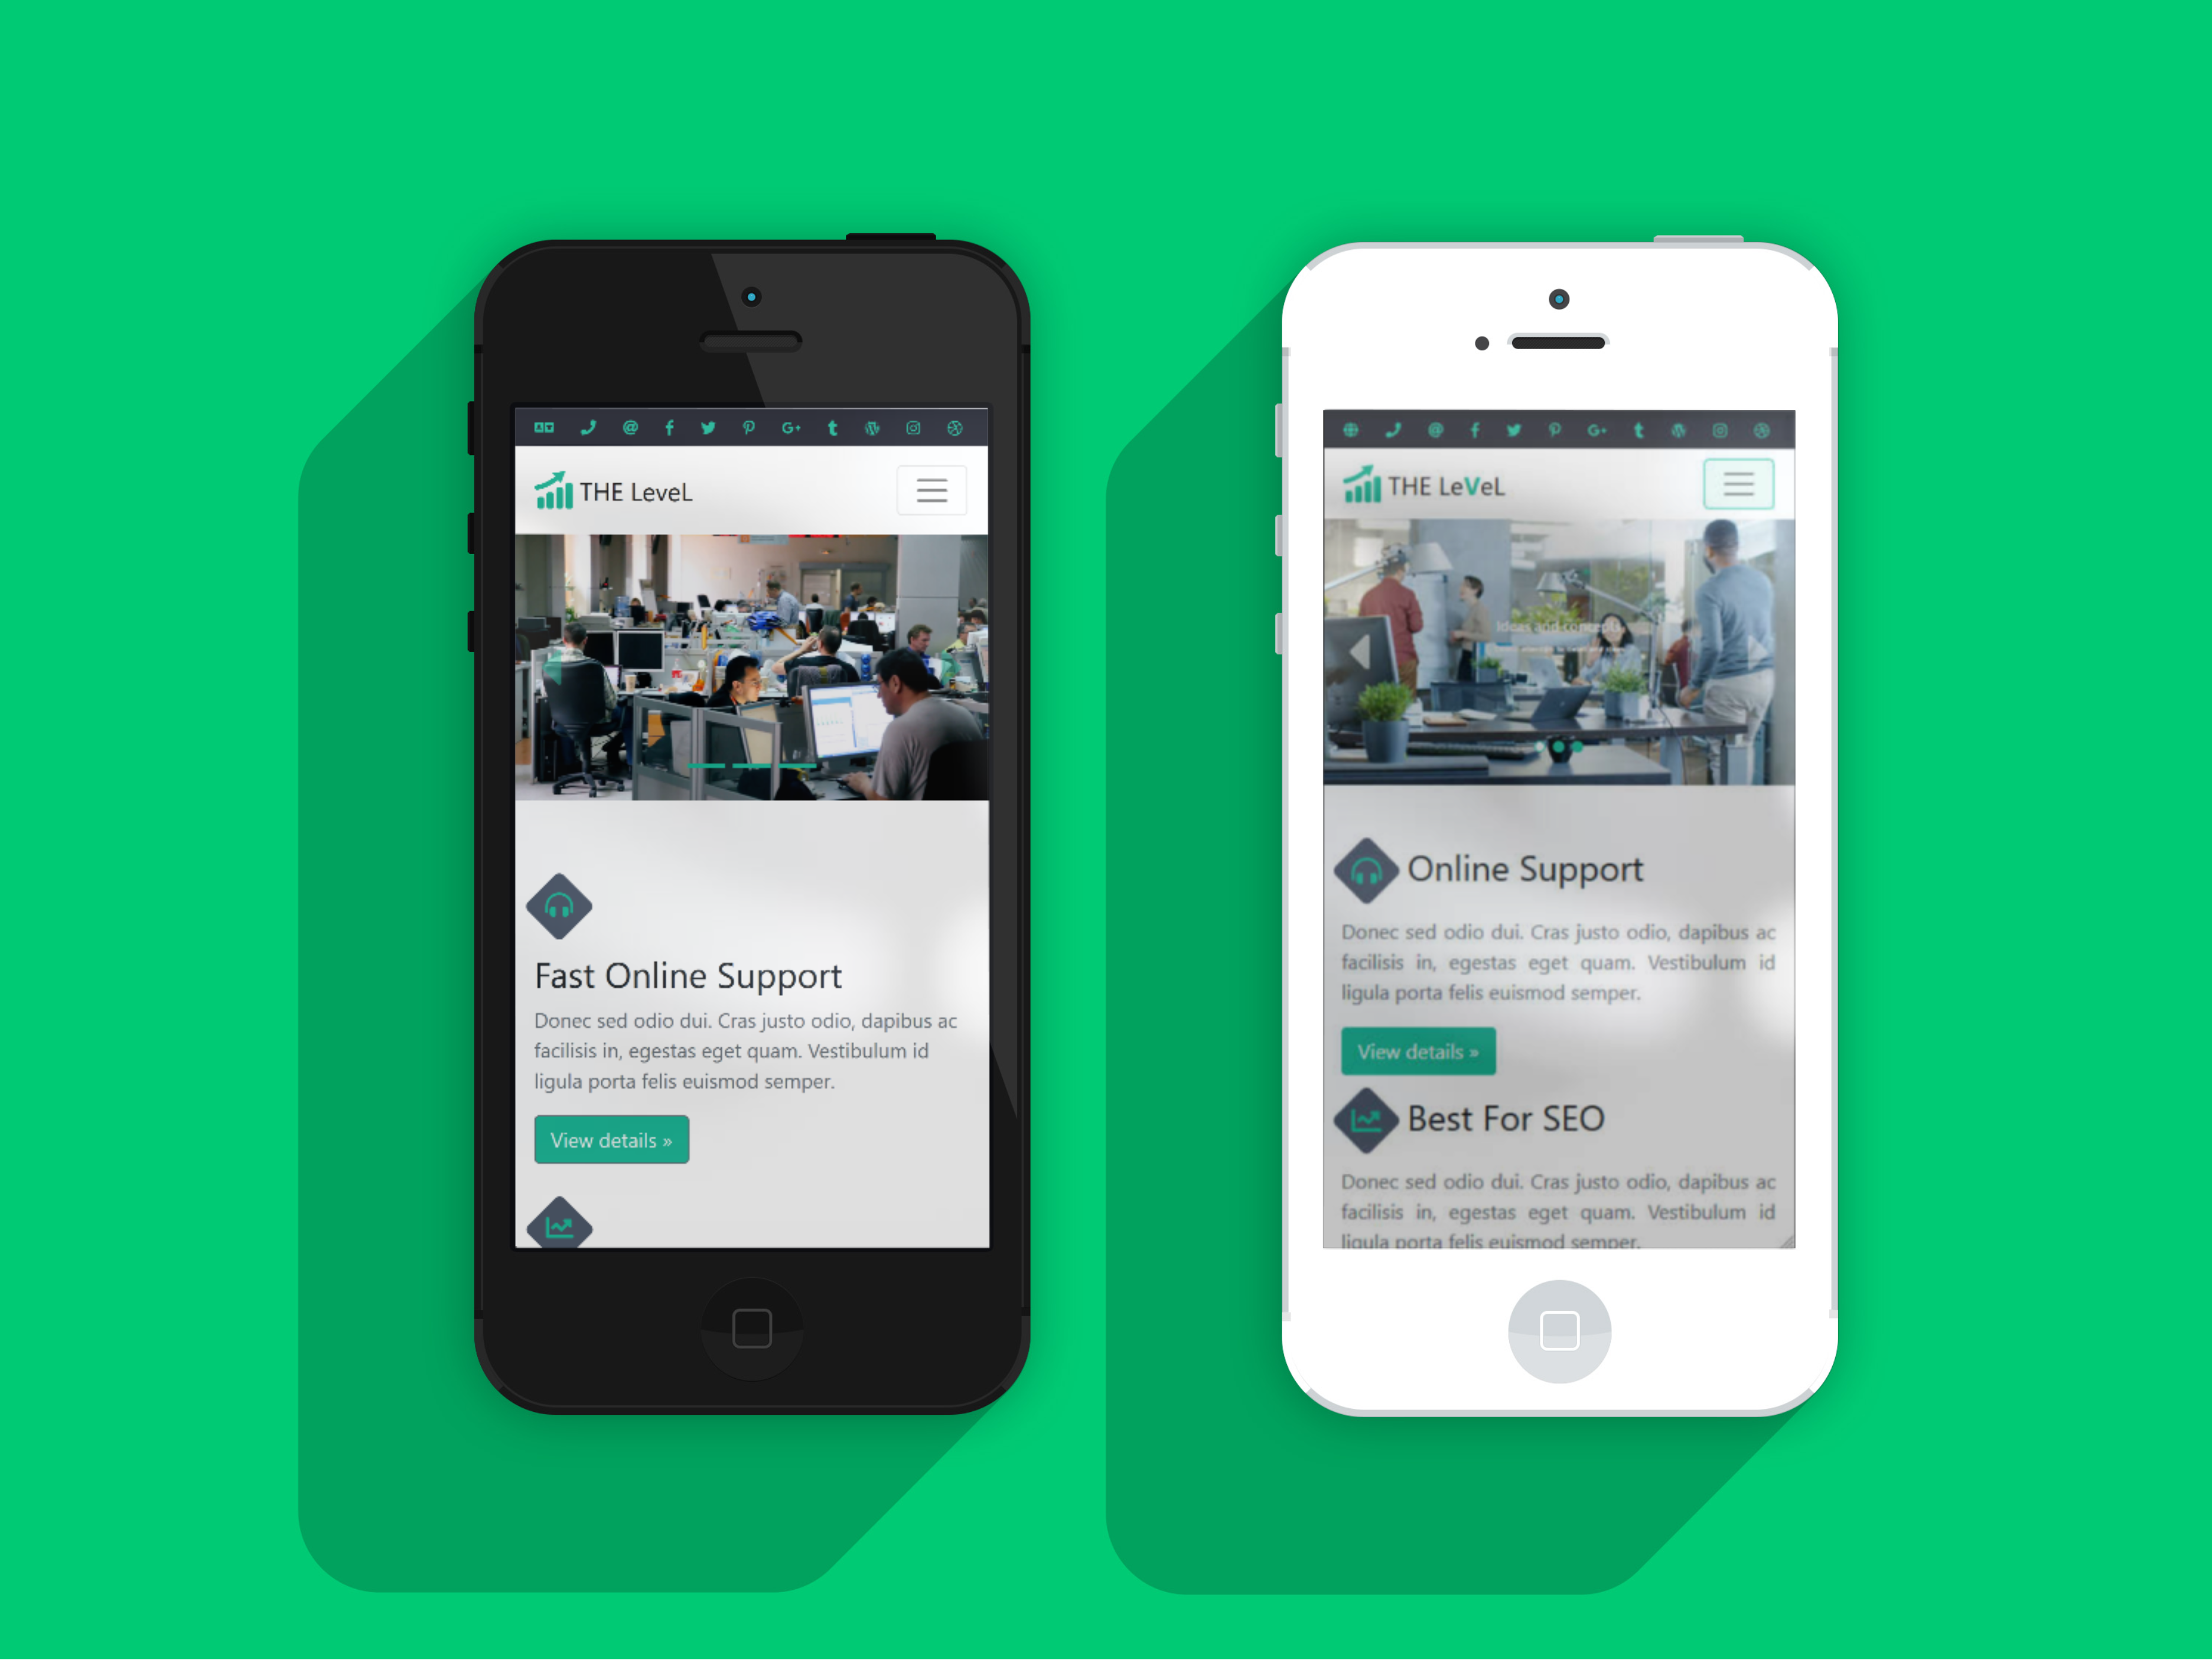 THE LeveL
Fast Online Support
Donec sed odio dui. Cras justo odio, dapibus ac
facilisis in, egestas eget quam. Vestibulum id
ligula porta felis euismod semper.
View details »
THE LeVeL
Ideas and concepts
Online Support
Donec sed odio dui. Cras justo odio, dapibus ac
facilisis in, egestas eget quam. Vestibulum id
ligula porta felis euismod semper.
View details »
Best For SEO
Donec sed odio dui. Cras justo odio, dapibus ac
facilisis in, egestas eget quam. Vestibulum id
ligula porta felis euismod semper.